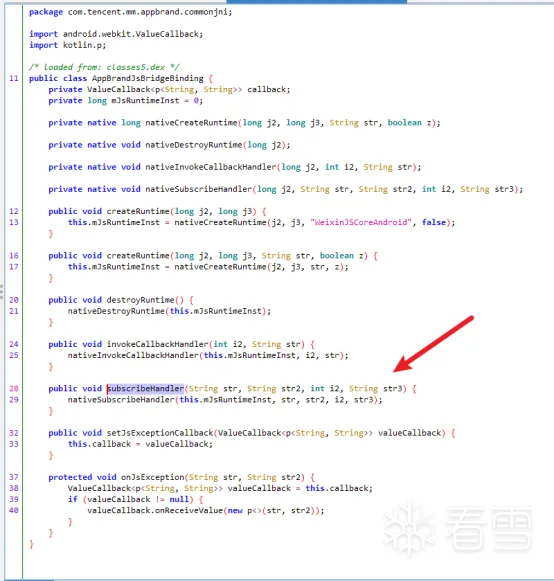 package com.tencent.mm.appbrand.commonjni;
import android.webkit.ValueCallback;
import kotlin.p;
/* loaded from: classes5.dex */
11 public class AppBrandJsBridgeBinding {
private ValueCallback<p<String, String>> callback;
private long mJsRuntimeInst = 0;
private native long nativeCreateRuntime(long j2, long j3, String str, boolean z);
private native void nativeDestroyRuntime(long j2);
private native void nativeInvokeCallbackHandler(long j2, int i2, String str);
private native void nativeSubscribeHandler(long j2, String str, String str2, int i2, String str3);
12 public void createRuntime(long j2, long j3) {
13 this.mJsRuntimeInst = nativeCreateRuntime(j2, j3, "WeixinJSCoreAndroid", false);
}
16 public void createRuntime(long j2, long j3, String str, boolean z) {
17 this.mJsRuntimeInst = nativeCreateRuntime(j2, j3, str, z);
}
20 public void destroyRuntime() {
21 nativeDestroyRuntime(this.mJsRuntimeInst);
}
24 public void invokeCallbackHandler(int i2, String str) {
25 nativeInvokeCallbackHandler(this.mJsRuntimeInst, i2, str);
}
28 public void subscribeHandler(String str, String str2, int i2, String str3) {
29 nativeSubscribeHandler(this.mJsRuntimeInst, str, str2, i2, str3);
}
32 public void setJsExceptionCallback(ValueCallback<p<String, String>> valueCallback) {
33 this.callback = valueCallback;
}
37 protected void onJsException(String str, String str2) {
38 ValueCallback<p<String, String>> valueCallback = this.callback;
39 if (valueCallback != null) {
40 valueCallback.onReceiveValue(new p<>(str, str2));
}
}
}
看雪